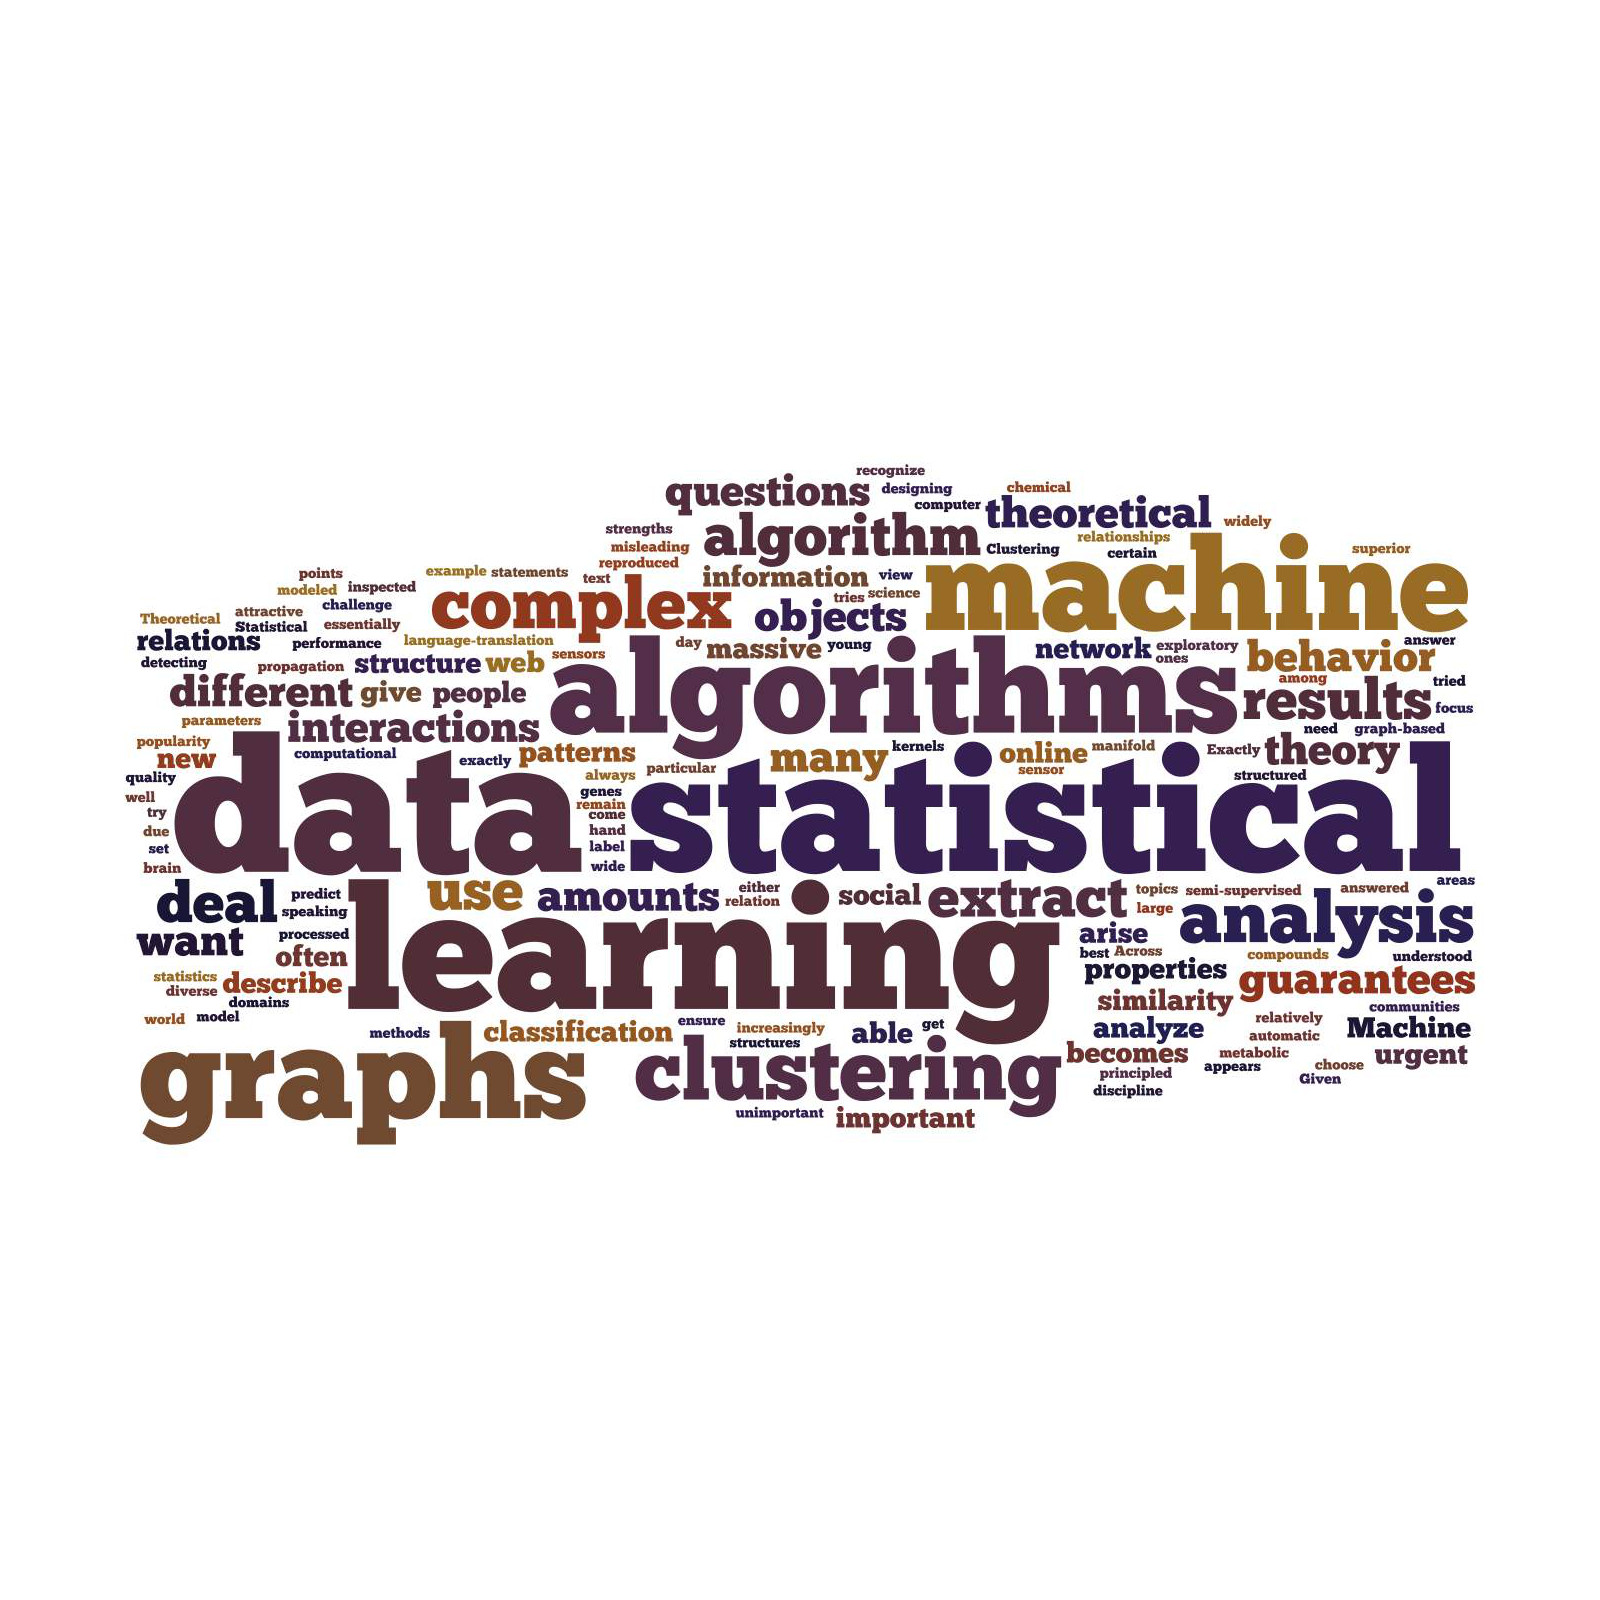 recognize
questions designing chemical
computer theoretical widely
strengths algorithm relationships
misleading Clustering certain superior
reproduced machine
points example statements text information view
modeled inspected complex tries science
Theoretical attractive challenge objects
Statistical essentially
relations performance language-translation day massive young network exploratory answer
detecting propagation structure web sensors algorithms ones behavior
different give people among results tried
parameters interactions focus
popularity need graph-based
new computational exactly patterns many kernels online manifold Exactly theory
quality always particular sensor structured
well data genes statistical
try remain
come
due hand
set label
brain wide
deal predict use amounts either social extract topics semi-supervised answered areas
speaking learning relation large analysis
want processed arise
often best Across compounds understood
statistics describe properties guarantees
diverse domains similarity communities
world model relatively
methods classification ensure increasingly able get analyze Machine
graphs structures clustering automatic
becomes metabolic urgent
principled appears choose
discipline Given
unimportant important